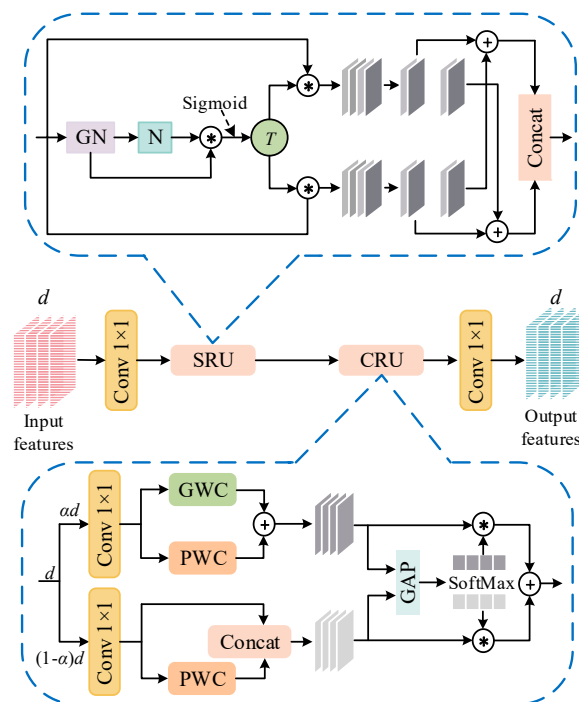 Sigmoid
GN
N
T
Concat
d
d
Conv 1×1
SRU
CRU
Conv 1×1
Input
features
Output
features
αd
Conv 1×1
GWC
PWC
d
GAP
SoftMax
(1-α)d
Conv 1×1
Concat
PWC